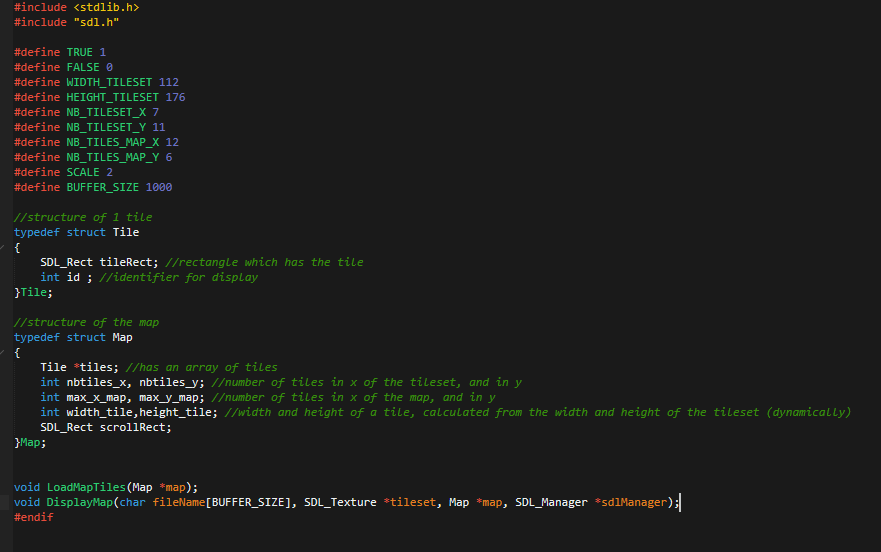 #include <stdlib.h>
#include "sdl.h"
#define TRUE 1
#define FALSE 0
#define WIDTH_TILESET 112
#define HEIGHT_TILESET 176
#define NB_TILESET_X 7
#define NB_TILESET_Y 11
#define NB_TILES_MAP_X 12
#define NB_TILES_MAP_Y 6
#define SCALE 2
#define BUFFER_SIZE 1000
//structure of 1 tile
typedef struct Tile
{
    SDL_Rect tileRect; //rectangle which has the tile
    int id ; //identifier for display
}Tile;
//structure of the map
typedef struct Map
{
    Tile *tiles; //has an array of tiles
    int nbtiles_x, nbtiles_y; //number of tiles in x of the tileset, and in y
    int max_x_map, max_y_map; //number of tiles in x of the map, and in y
    int width_tile,height_tile; //width and height of a tile, calculated from the width and height of the tileset (dynamically)
    SDL_Rect scrollRect;
}Map;
void LoadMapTiles(Map *map);
void DisplayMap(char fileName[BUFFER_SIZE], SDL_Texture *tileset, Map *map, SDL_Manager *sdlManager);
#endif